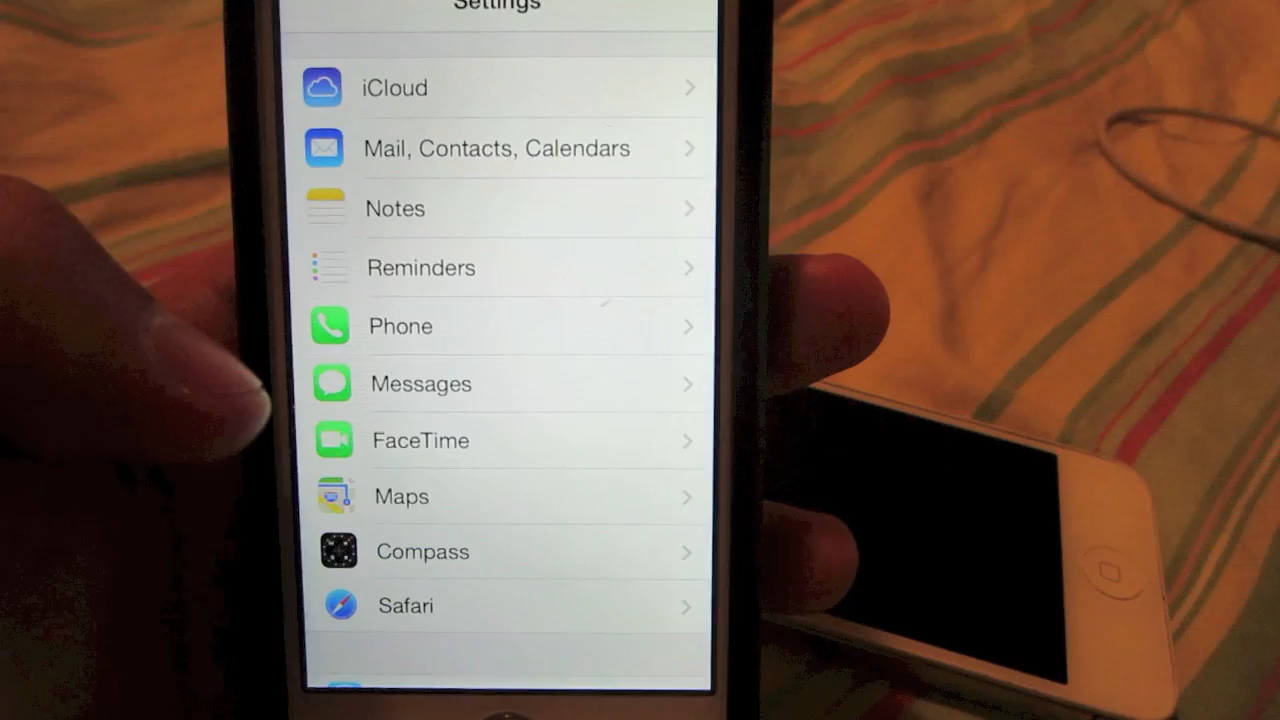 Settings
iCloud
Mail, Contacts, Calendars
Notes
Reminders
Phone
Messages
FaceTime
Maps
Compass
Safari